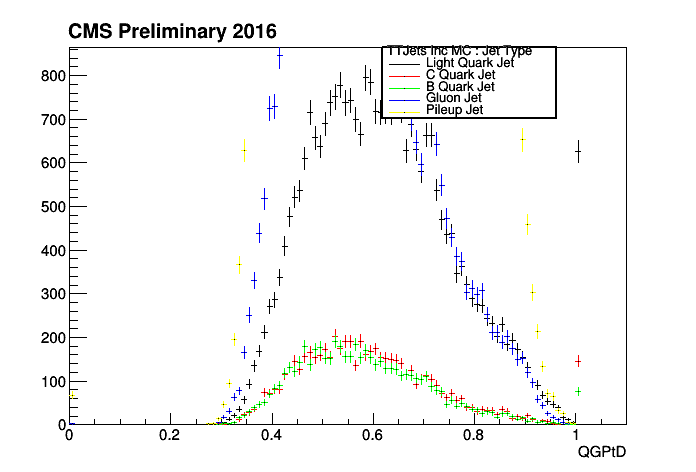 CMS Preliminary 2016
TTJets Inc MC : Jet Type
Light Quark Jet
C Quark Jet
B Quark Jet
Gluon Jet
Pileup Jet
800
700
600
500
400
300
200
100
0
0 0.2 0.4 0.6 0.8 1
QGPtD